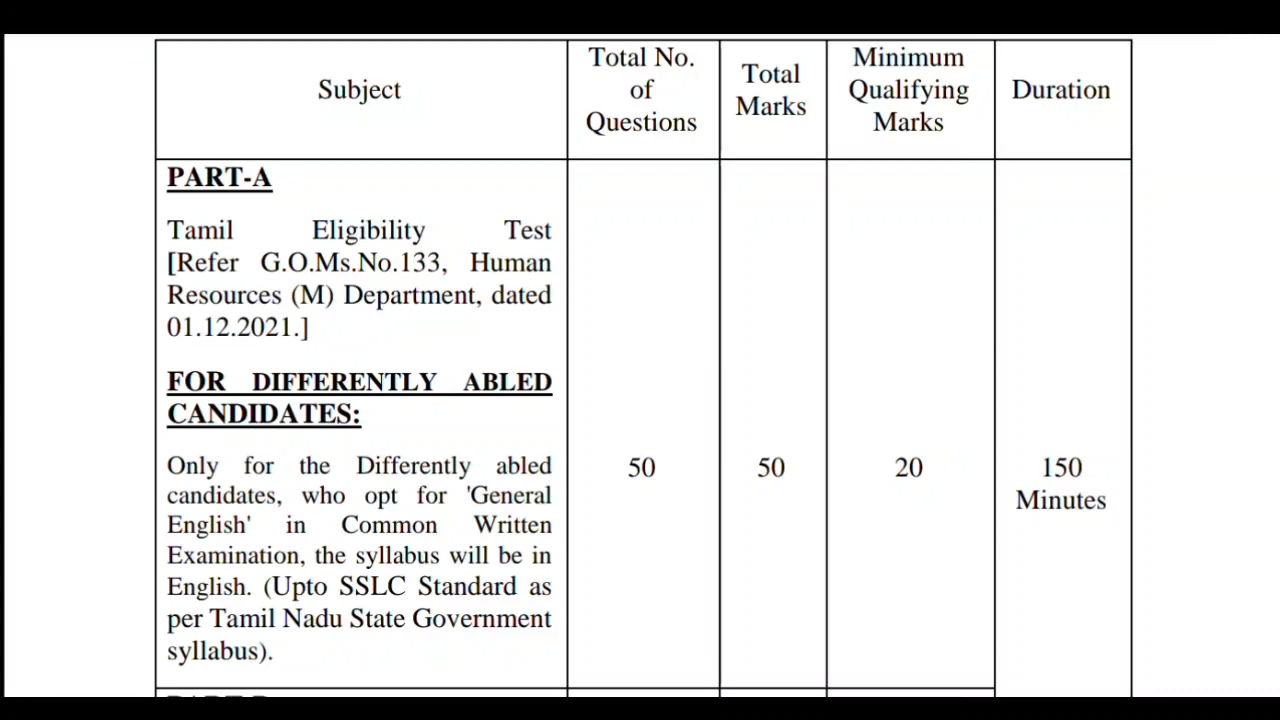 Subject
Total No.
of
Questions
Total
Marks
Minimum
Qualifying
Marks
Duration
PART-A
Tamil Eligibility Test
[Refer G.O.Ms.No.133, Human
Resources (M) Department, dated
01.12.2021.]
FOR DIFFERENTLY ABLED
CANDIDATES:
Only for the Differently abled
candidates, who opt for 'General
English' in Common Written
Examination, the syllabus will be in
English. (Upto SSLC Standard as
per Tamil Nadu State Government
syllabus).
50
50
20
150
Minutes